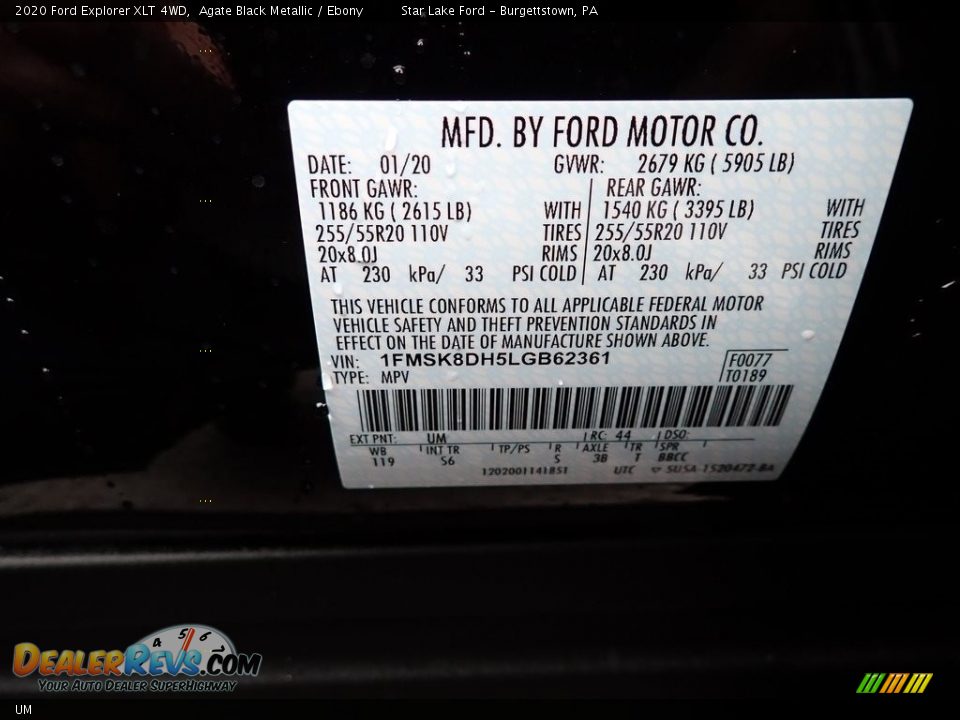 2020 Ford Explorer XLT 4WD, Agate Black Metallic / Ebony Star Lake Ford - Burgettstown, PA
MFD. BY FORD MOTOR CO.
DATE: 01/20 GVWR: 2679 KG ( 5905 LB)
FRONT GAWR: REAR GAWR:
1186 KG ( 2615 LB) WITH 1540 KG ( 3395 LB) WITH
255/55R20 110V TIRES 255/55R20 110V TIRES
20x8.0J RIMS 20x8.0J RIMS
AT 230 kPa/ 33 PSI COLD AT 230 kPa/ 33 PSI COLD
THIS VEHICLE CONFORMS TO ALL APPLICABLE FEDERAL MOTOR
VEHICLE SAFETY AND THEFT PREVENTION STANDARDS IN
EFFECT ON THE DATE OF MANUFACTURE SHOWN ABOVE.
VIN: 1FMSK8DH5LGB62361 F0077
TYPE: MPV T0189
EXT PNT: UM RC: 44 DSO:
WB INT TR TP/PS R AXLE TR SPR
119 S6 S 3B T BBCC
1202001141851 UTC SUSA-1520472-BA
4 5 6
DEALERREVS.COM
YOUR AUTO DEALER SUPERHIGHWAY
UM